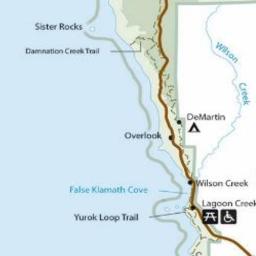 Sister Rocks
Damnation Creek Trail
Wilson
Creek
DeMartin
Overlook
Wilson Creek
False Klamath Cove
Lagoon Creek
Yurok Loop Trail